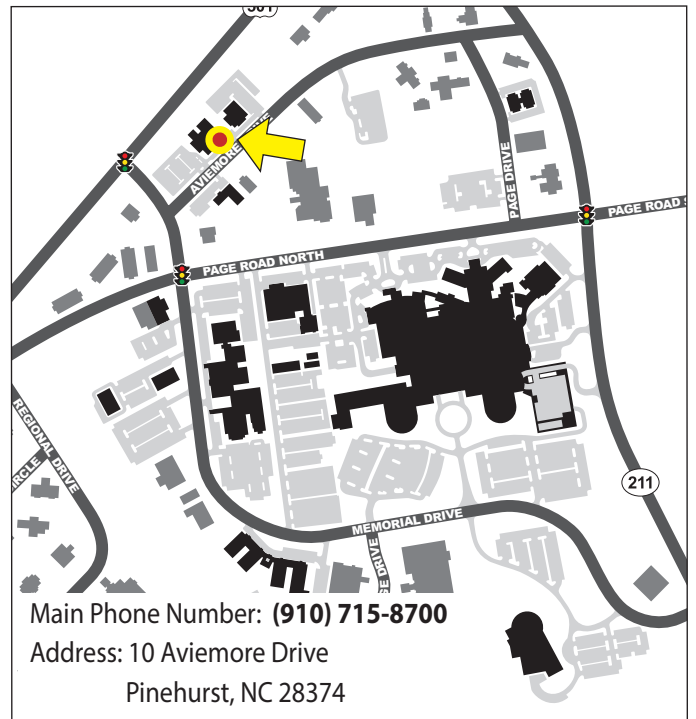 AVIEMORE DRIVE
PAGE DRIVE
PAGE ROAD
PAGE ROAD NORTH
REGIONAL DRIVE
211
MEMORIAL DRIVE
Main Phone Number: (910) 715-8700
Address: 10 Aviemore Drive
Pinehurst, NC 28374